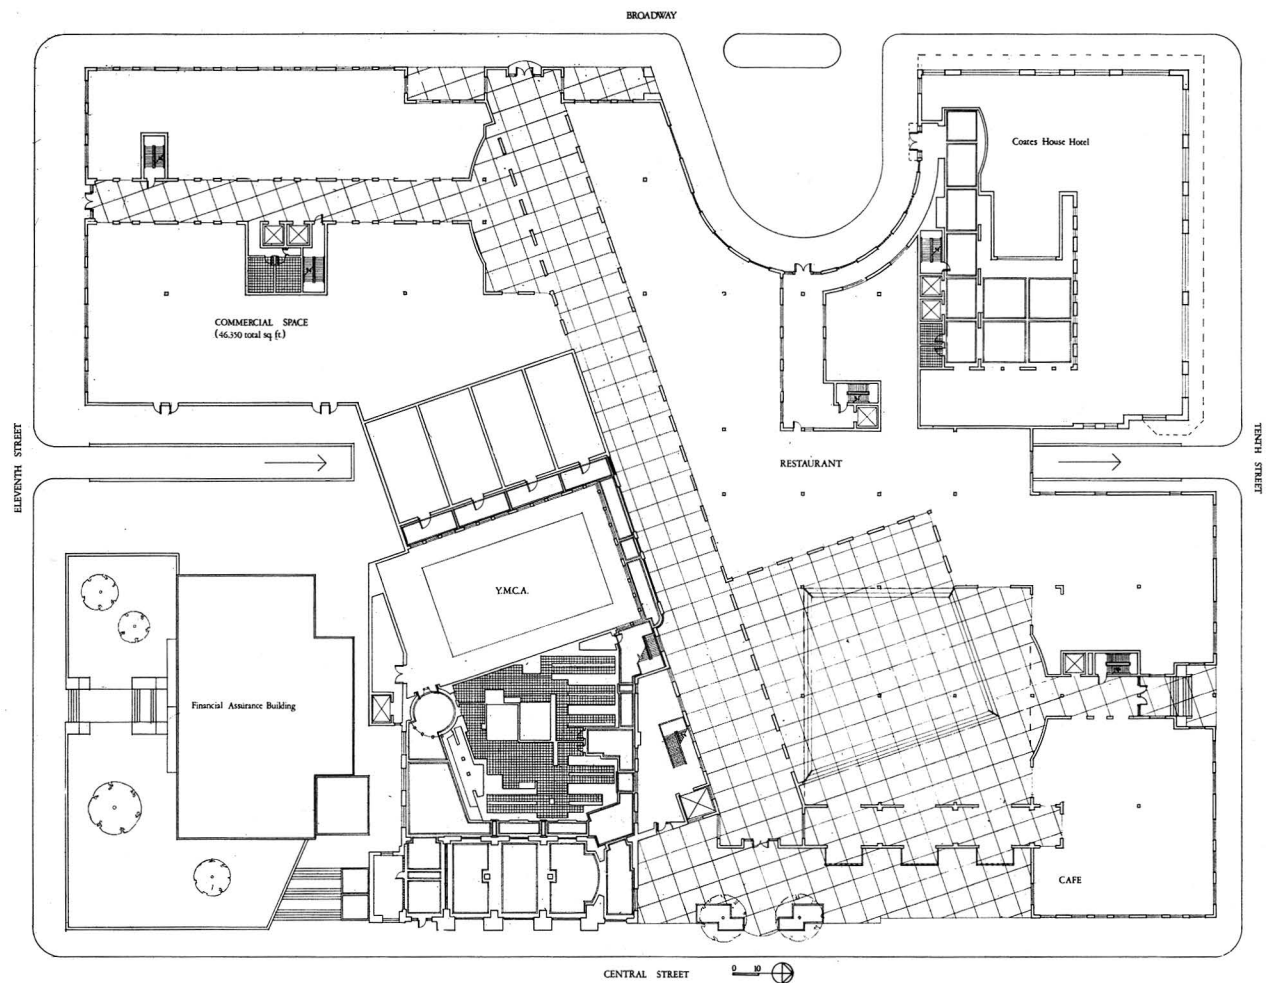 BROADWAY
Coates House Hotel
COMMERCIAL SPACE
(46,350 total sq ft)
ELEVENTH STREET
TENTH STREET
RESTAURANT
Y.M.C.A.
Financial Assurance Building
CAFE
CENTRAL STREET
0 10